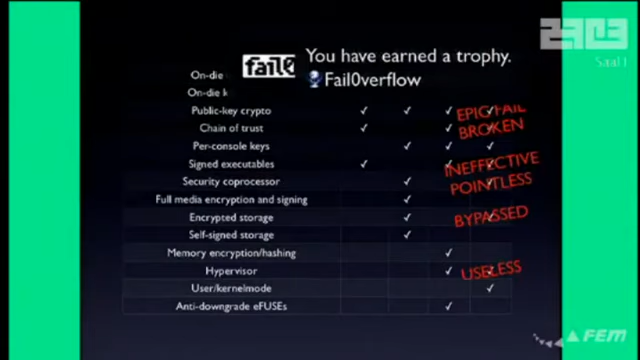 27C3
Saal 1
fail0
You have earned a trophy.
Fail0verflow
On-die
On-die k
Public-key crypto
EPIC FAIL
Chain of trust
BROKEN
Per-console keys
Signed executables
INEFFECTIVE
Security coprocessor
POINTLESS
Full media encryption and signing
Encrypted storage
BYPASSED
Self-signed storage
Memory encryption/hashing
Hypervisor
USELESS
User/kernelmode
Anti-downgrade eFUSEs
FEM